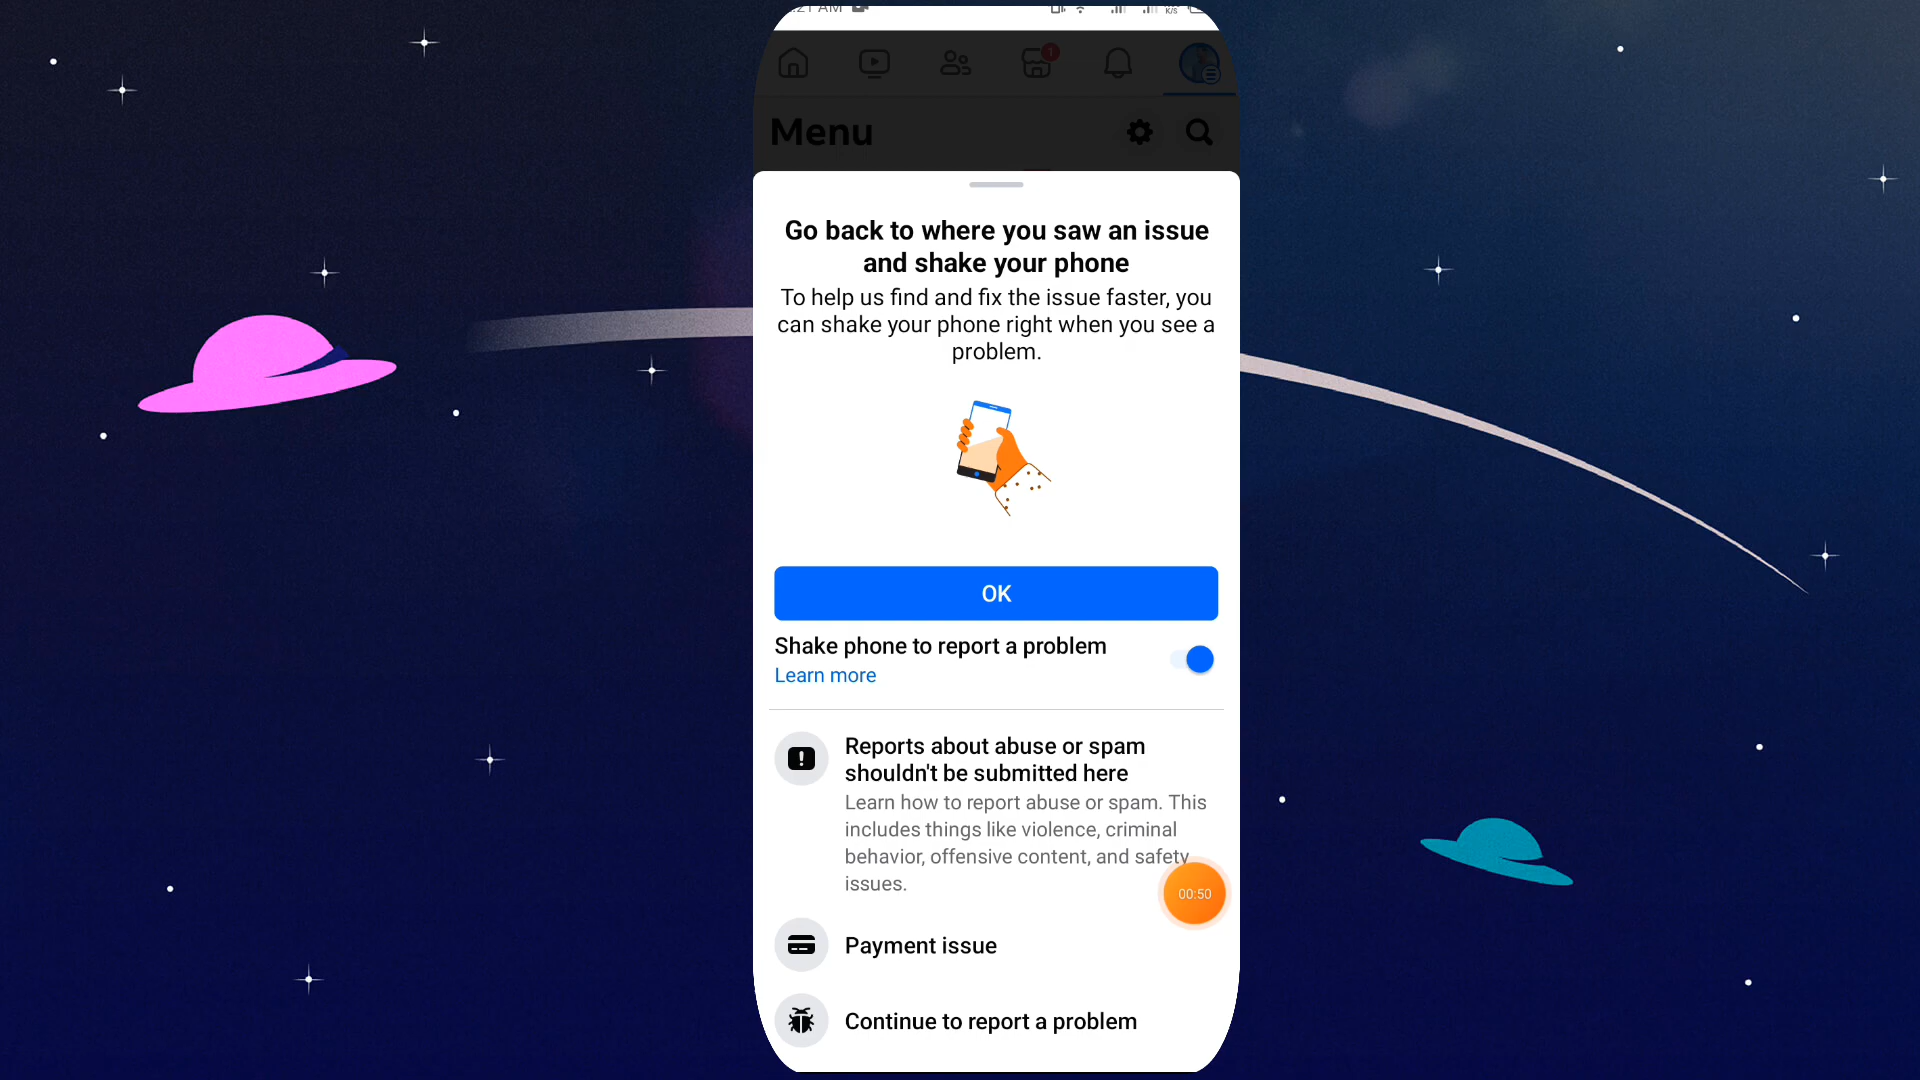 :21 AM
K/s
1
Menu
Go back to where you saw an issue
and shake your phone
To help us find and fix the issue faster, you
can shake your phone right when you see a
problem.
OK
Shake phone to report a problem
Learn more
Reports about abuse or spam
shouldn't be submitted here
Learn how to report abuse or spam. This
includes things like violence, criminal
behavior, offensive content, and safety
issues.
00:50
Payment issue
Continue to report a problem